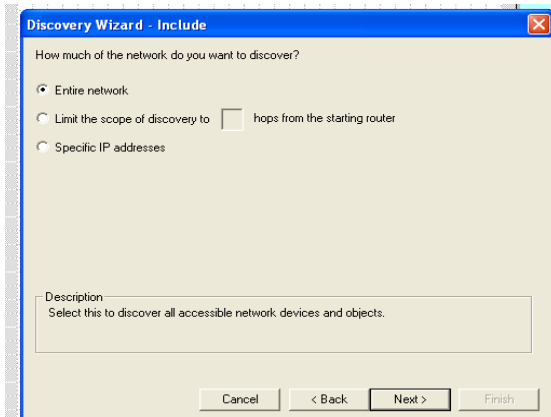 Discovery Wizard - Include
How much of the network do you want to discover?
Entire network
Limit the scope of discovery to hops from the starting router
Specific IP addresses
Description
Select this to discover all accessible network devices and objects.
Cancel < Back Next > Finish